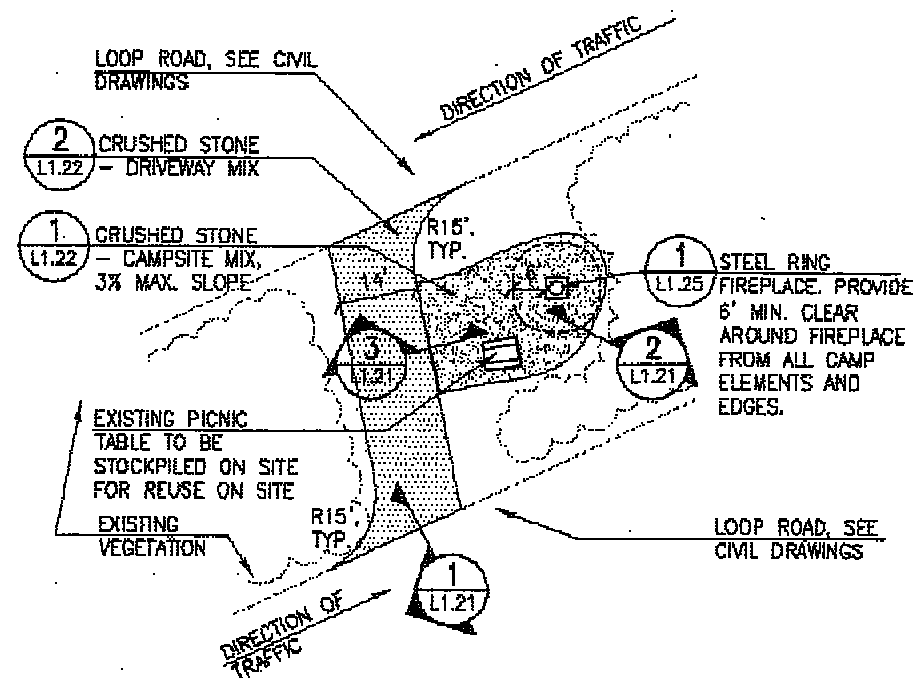 LOOP ROAD, SEE CIVIL
DRAWINGS
DIRECTION OF TRAFFIC
2
L1.22
CRUSHED STONE
- DRIVEWAY MIX
1
L1.22
CRUSHED STONE
- CAMPSITE MIX,
3% MAX. SLOPE
R15'.
TYP.
14'
6'
1
L1.25
STEEL RING
FIREPLACE. PROVIDE
6' MIN. CLEAR
AROUND FIREPLACE
FROM ALL CAMP
ELEMENTS AND
EDGES.
3
L1.21
2
L1.21
EXISTING PICNIC
TABLE TO BE
STOCKPILED ON SITE
FOR REUSE ON SITE
EXISTING
VEGETATION
R15'.
TYP.
LOOP ROAD, SEE
CIVIL DRAWINGS
1
L1.21
DIRECTION OF
TRAFFIC